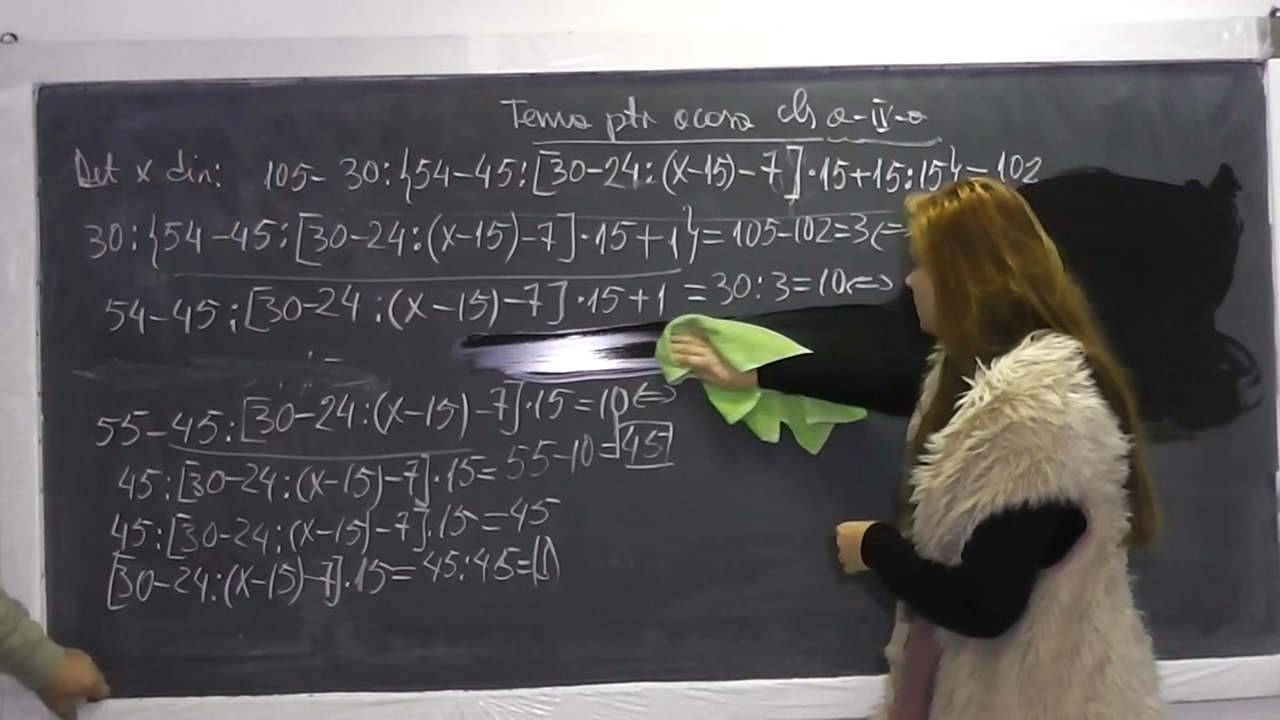 Tema ptr acasa cls a-IV-a
Det x din: 105-30:{54-45:[30-24:(x-15)-7]·15+15:15}=102
30:{54-45:[30-24:(x-15)-7]·15+1}=105-102=3(=
54-45:[30-24:(x-15)-7]·15+1=30:3=10<=>
55-45:[30-24:(x-15)-7]·15=10<=>
45:[30-24:(x-15)-7]·15=55-10=45
45:[30-24:(x-15)-7].15=45
[30-24:(x-15)-7]·15=45:45=(1)